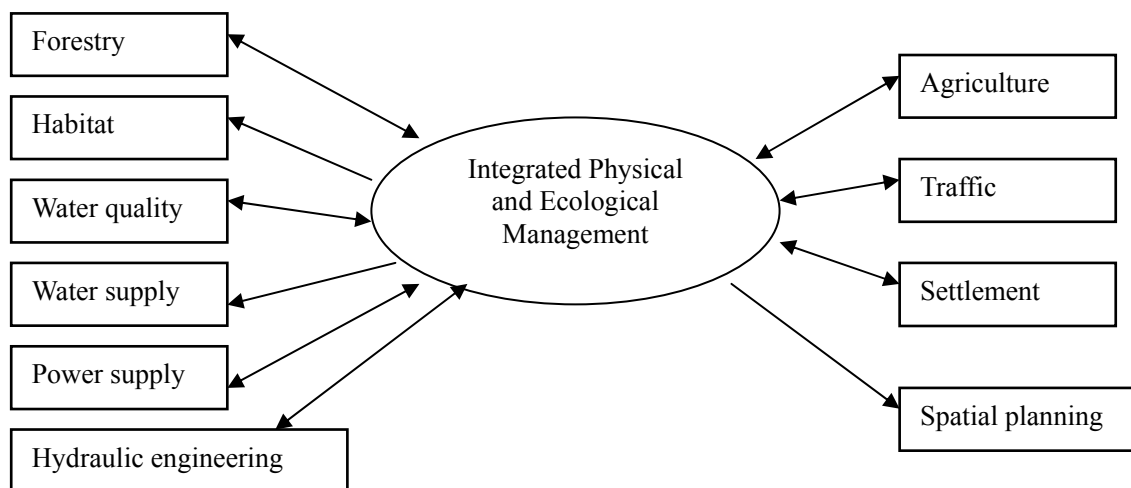 Forestry
Habitat
Water quality
Water supply
Power supply
Hydraulic engineering
Integrated Physical
and Ecological
Management
Agriculture
Traffic
Settlement
Spatial planning